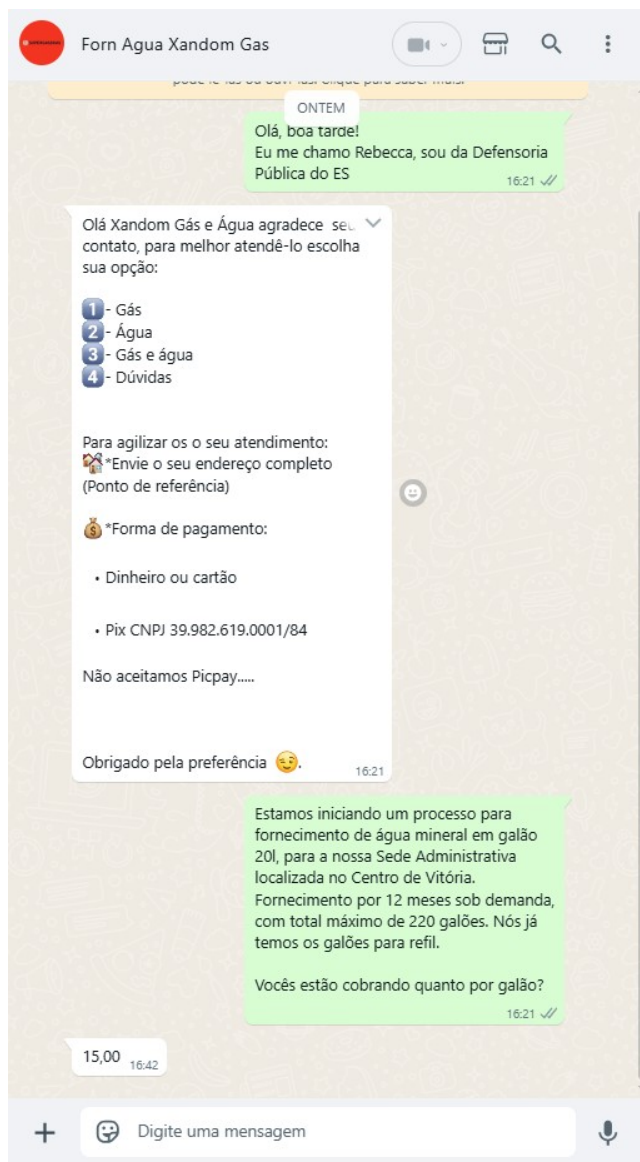 Forn Agua Xandom Gas
ONTEM
Olá, boa tarde!
Eu me chamo Rebecca, sou da Defensoria
Pública do ES
16:21
Olá Xandom Gás e Água agradece seu
contato, para melhor atendê-lo escolha
sua opção:
1 - Gás
2 - Água
3 - Gás e água
4 - Dúvidas
Para agilizar os o seu atendimento:
🏘*Envie o seu endereço completo
(Ponto de referência)
💰*Forma de pagamento:
• Dinheiro ou cartão
• Pix CNPJ 39.982.619.0001/84
Não aceitamos Picpay.....
Obrigado pela preferência 😉.
16:21
Estamos iniciando um processo para
fornecimento de água mineral em galão
20l, para a nossa Sede Administrativa
localizada no Centro de Vitória.
Fornecimento por 12 meses sob demanda,
com total máximo de 220 galões. Nós já
temos os galões para refil.
Vocês estão cobrando quanto por galão?
16:21
15,00 16:42
Digite uma mensagem